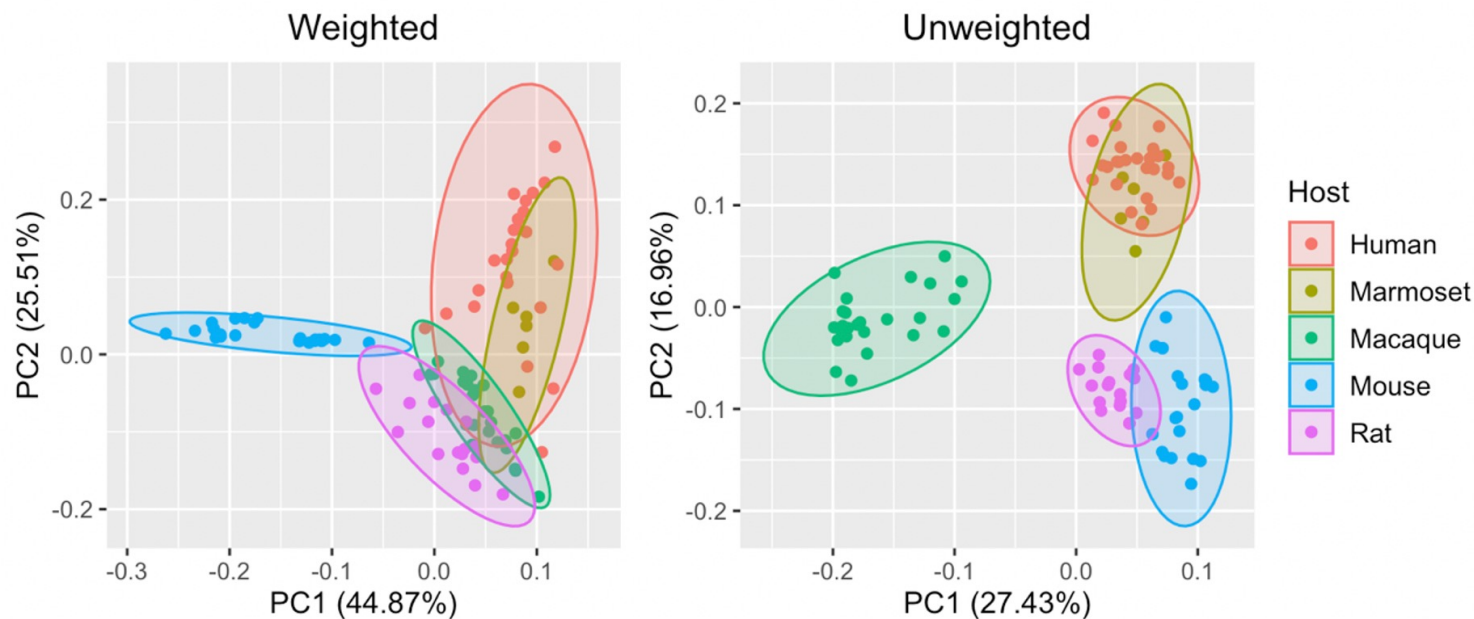 Weighted
Unweighted
PC2 (25.51%)
0.2
0.0
-0.2
-0.3
-0.2
-0.1
0.0
0.1
PC1 (44.87%)
PC2 (16.96%)
0.2
0.1
0.0
-0.1
-0.2
-0.2
-0.1
0.0
0.1
PC1 (27.43%)
Host
Human
Marmoset
Macaque
Mouse
Rat